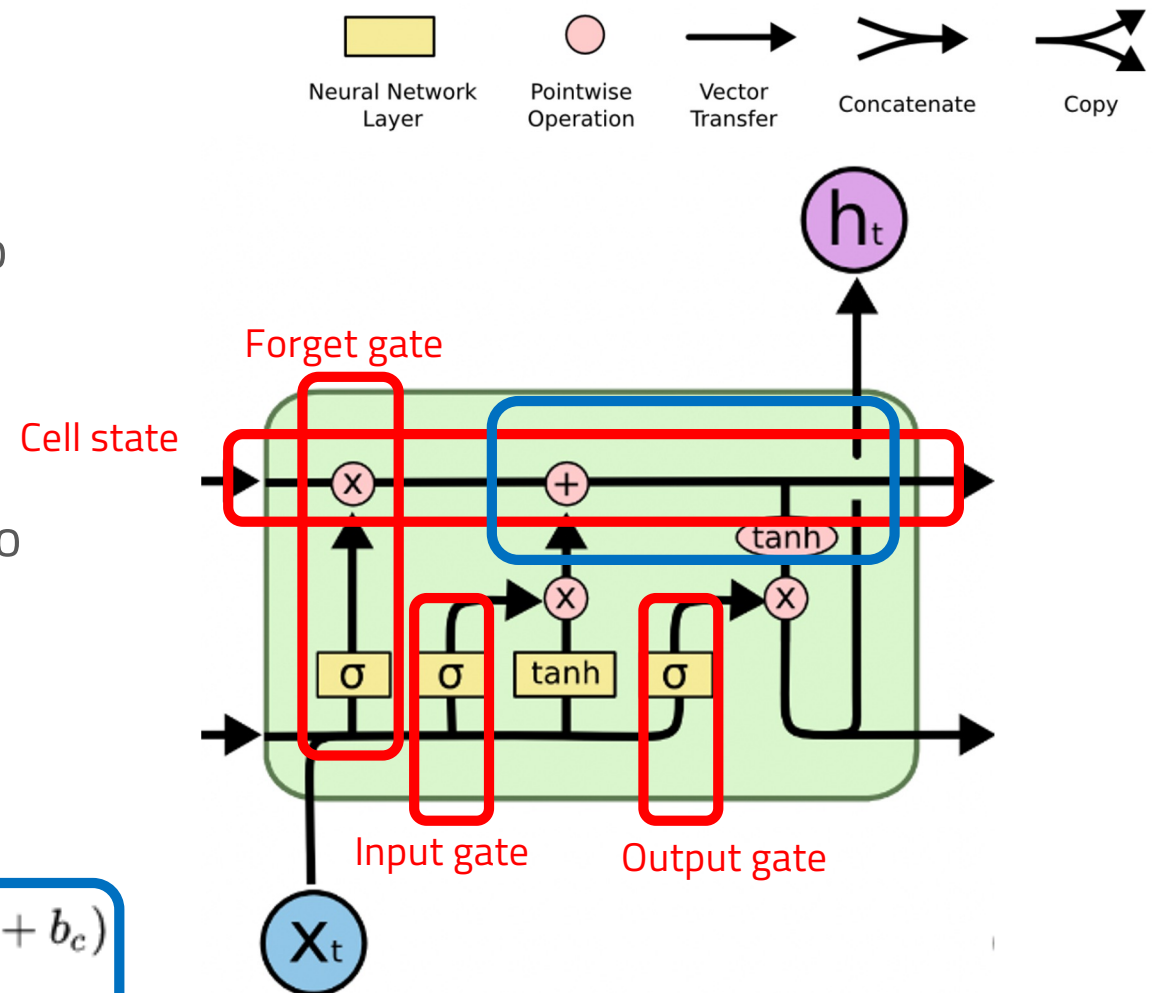 Neural Network
Layer
Pointwise
Operation
Vector
Transfer
Concatenate
Copy
h t
o
Forget gate
Cell state
x
+
o
tanh
x
x
σ
σ
tanh
σ
Input gate
Output gate
+ b_c)
X t